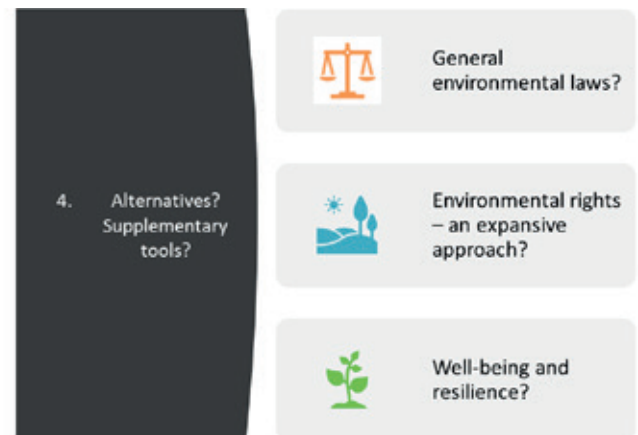 4. Alternatives?
Supplementary
tools?
General
environmental laws?
Environmental rights
– an expansive
approach?
Well-being and
resilience?